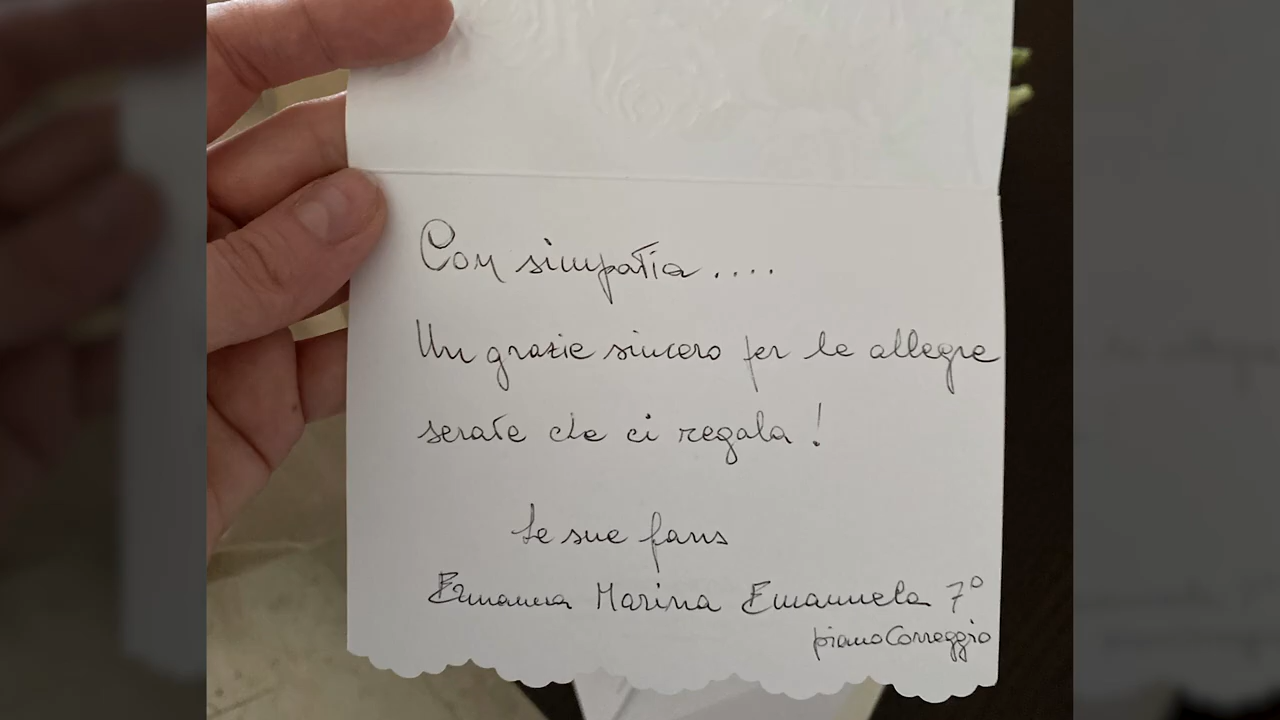 Con simpatia....
Un grazie sincero per le allegre
serate che ci regala!
Le sue fans
Ermanna Marina Emanuela 7°
piano Correggio